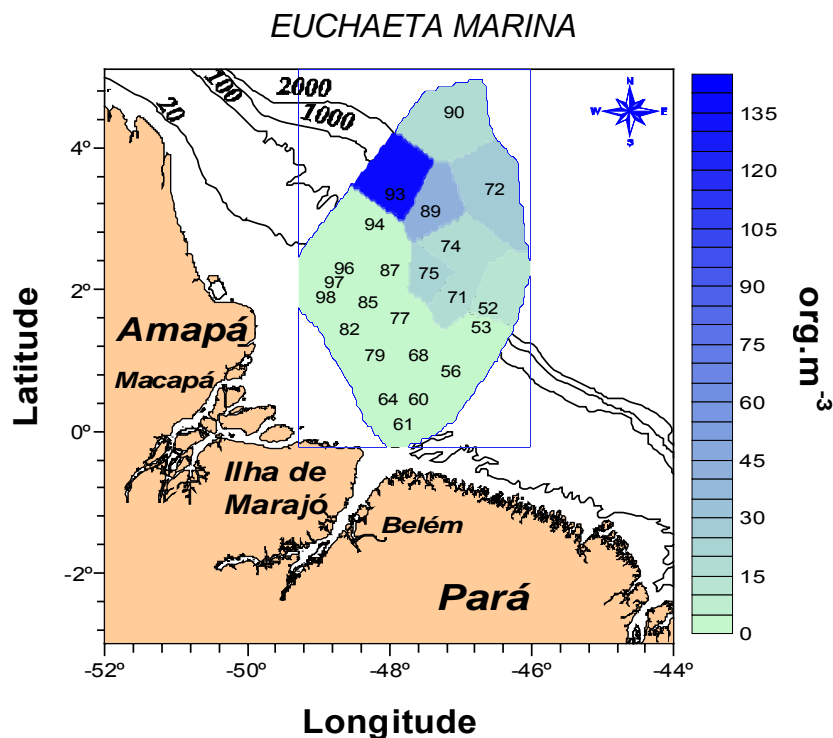 EUCHAETA MARINA
2000
100
1000
20
N
W E
S
90
93
72
89
94
74
96
87
75
97
98
85
71
52
77
53
82
79
68
56
64
60
61
Amapá
Macapá
Ilha de
Marajó
Belém
Pará
4º
2º
0º
-2º
Latitude
-52º
-50º
-48º
-46º
-44º
Longitude
135
120
105
90
75
60
45
30
15
0
org.m-3